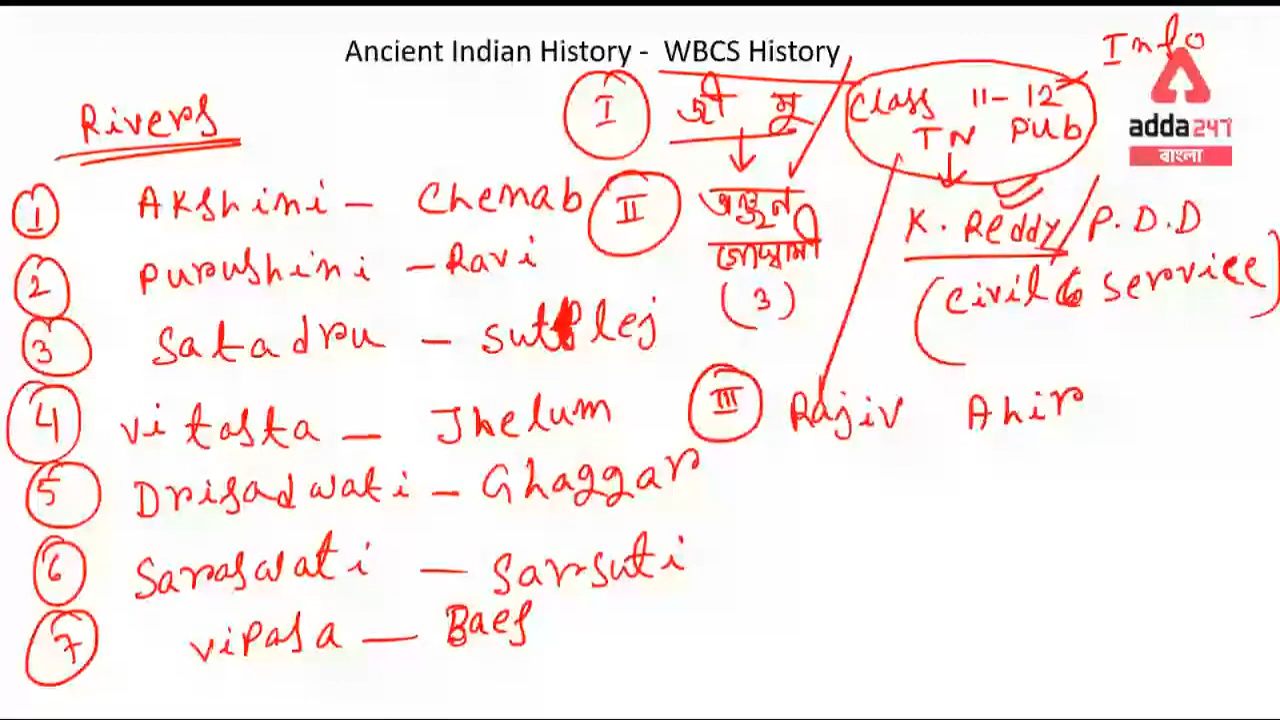 Ancient Indian History - WBCS History
Info
adda247
বাংলা
Rivers
1 Akshini - Chenab
2 Purushini - Ravi
3 Satadru - Sutlej
4 Vitasta - Jhelum
5 Drisadwati - Ghaggar
6 Saraswati - Sarsuti
7 Vipasa - Baes
I জী মু
Class 11-12
TN Pub
II
গোস্বামী
(3)
K. Reddy / P.D.D
(Civil Service)
III Rajiv Ahir